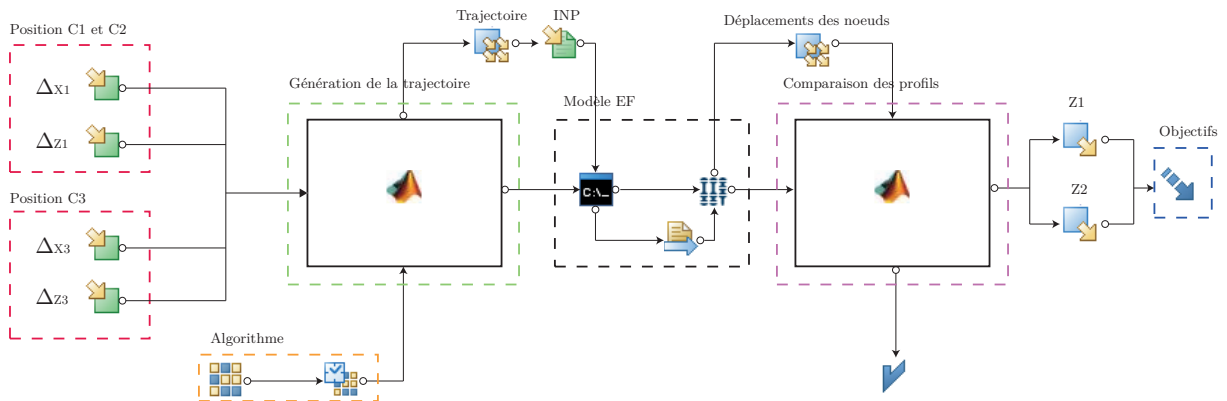 Position C1 et C2
ΔX1
ΔZ1
Position C3
ΔX3
ΔZ3
Trajectoire
INP
Génération de la trajectoire
Algorithme
Modèle EF
C:\_
Déplacements des noeuds
Comparaison des profils
Z1
Z2
Objectifs